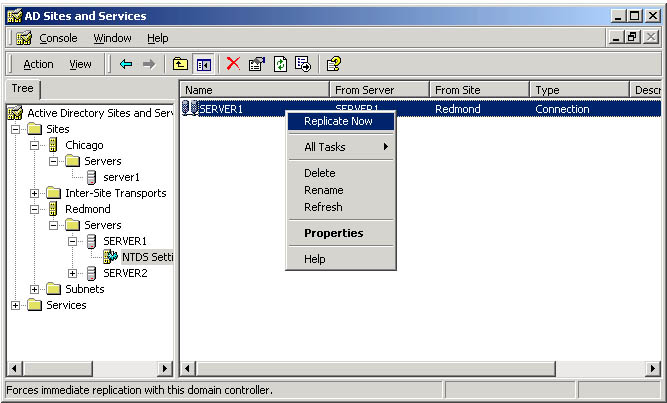 AD Sites and Services
Console Window Help
Action View
Tree
Name From Server From Site Type Descr
Active Directory Sites and Serv
Sites
Chicago
Servers
server1
Inter-Site Transports
Redmond
Servers
SERVER1
NTDS Setti
SERVER2
Subnets
Services
SERVER1 SERVER1 Redmond Connection
Replicate Now
All Tasks
Delete
Rename
Refresh
Properties
Help
Forces immediate replication with this domain controller.